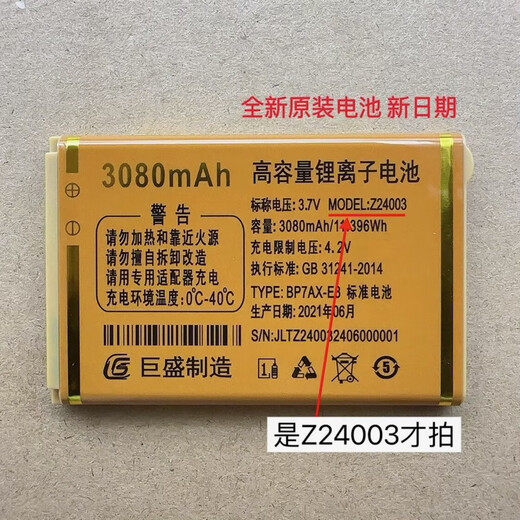 全新原装电池 新日期
3080mAh
高容量锂离子电池
警告
请勿加热和靠近火源
请勿擅自拆卸改造
请用专用适配器充电
充电环境温度:0℃-40℃
巨盛制造
标称电压: 3.7V MODEL:Z24003
容量: 3080mAh/11.396Wh
充电限制电压: 4.2V
执行标准: GB 31241-2014
TYPE: BP7AX-E3 标准电池
2021年06月
S/N:JLTZ240032406000001
5
是Z24003才拍